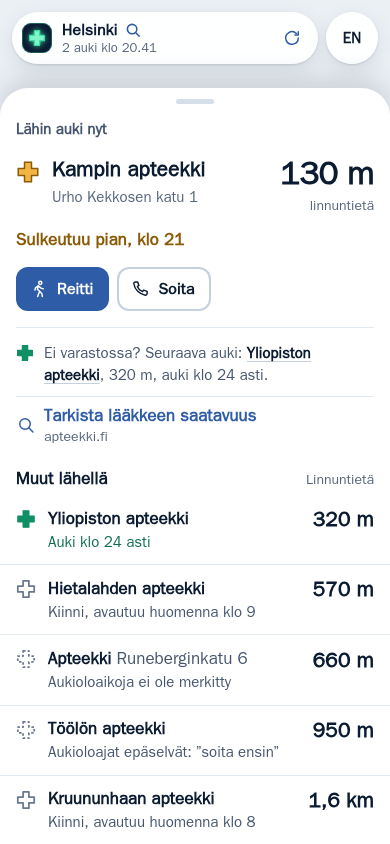 Helsinki
2 auki klo 20.41
EN
Lähin auki nyt
Kampin apteekki
130 m
Urho Kekkosen katu 1
linnuntietä
Sulkeutuu pian, klo 21
Reitti
Soita
Ei varastossa? Seuraava auki: Yliopiston
apteekki, 320 m, auki klo 24 asti.
Tarkista lääkkeen saatavuus
apteekki.fi
Muut lähellä
Linnuntietä
Yliopiston apteekki
320 m
Auki klo 24 asti
Hietalahden apteekki
570 m
Kiinni, avautuu huomenna klo 9
Apteekki Runeberginkatu 6
660 m
Aukioloaikoja ei ole merkitty
Töölön apteekki
950 m
Aukioloajat epäselvät: ”soita ensin”
Kruununhaan apteekki
1,6 km
Kiinni, avautuu huomenna klo 8